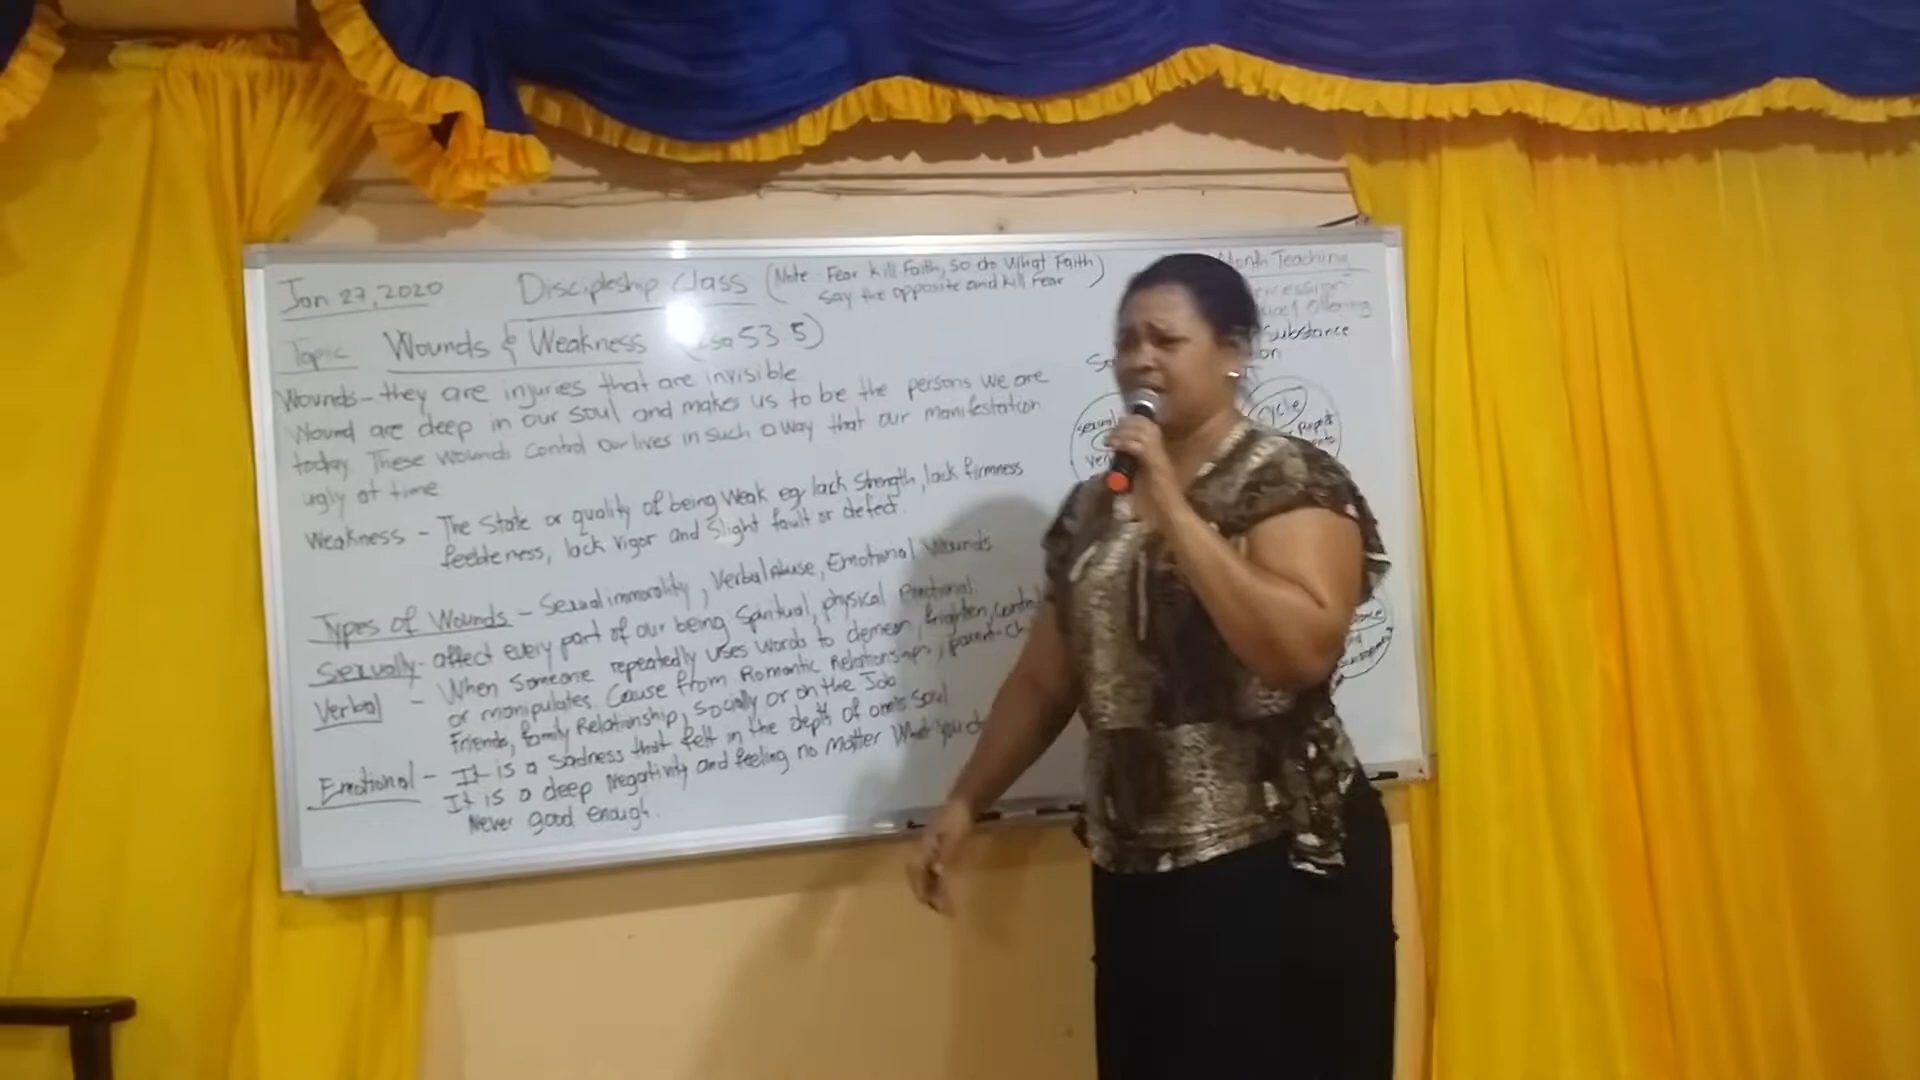 Jan 27, 2020
Discipleship Class
(Note - Fear kill Faith, so do What Faith)
Say the opposite and kill Fear
Month Teaching
Offering
Substance
Topic Wounds & Weakness (Isa 53 5)
Wounds - they are injuries that are invisible
Wound are deep in our soul and makes us to be the persons we are
today. These wounds control our lives in such a way that our manifestation
ugly at time
Weakness - The State or quality of being Weak eg lack Strength, lack firmness
feebleness, lack vigor and Slight fault or defect.
Types of Wounds - Sexual immorality, Verbal Abuse, Emotional Wounds
Sexually - affect every part of our being Spiritual, physical emotional.
Verbal - When Someone repeatedly uses words to demean, frighten, control
or manipulates. Cause from Romantic Relationships, parent-ch
Friends, family Relationship, Socially or on the Job
Emotional - It is a Sadness that felt in the depth of one's Soul
It is a deep Negativity and feeling no matter What you d
Never good enough.
Cycle